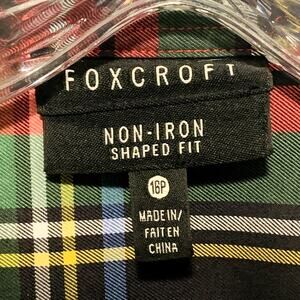 FOXCROFT
NON-IRON
SHAPED FIT
16P
MADE IN/
FAIT EN
CHINA